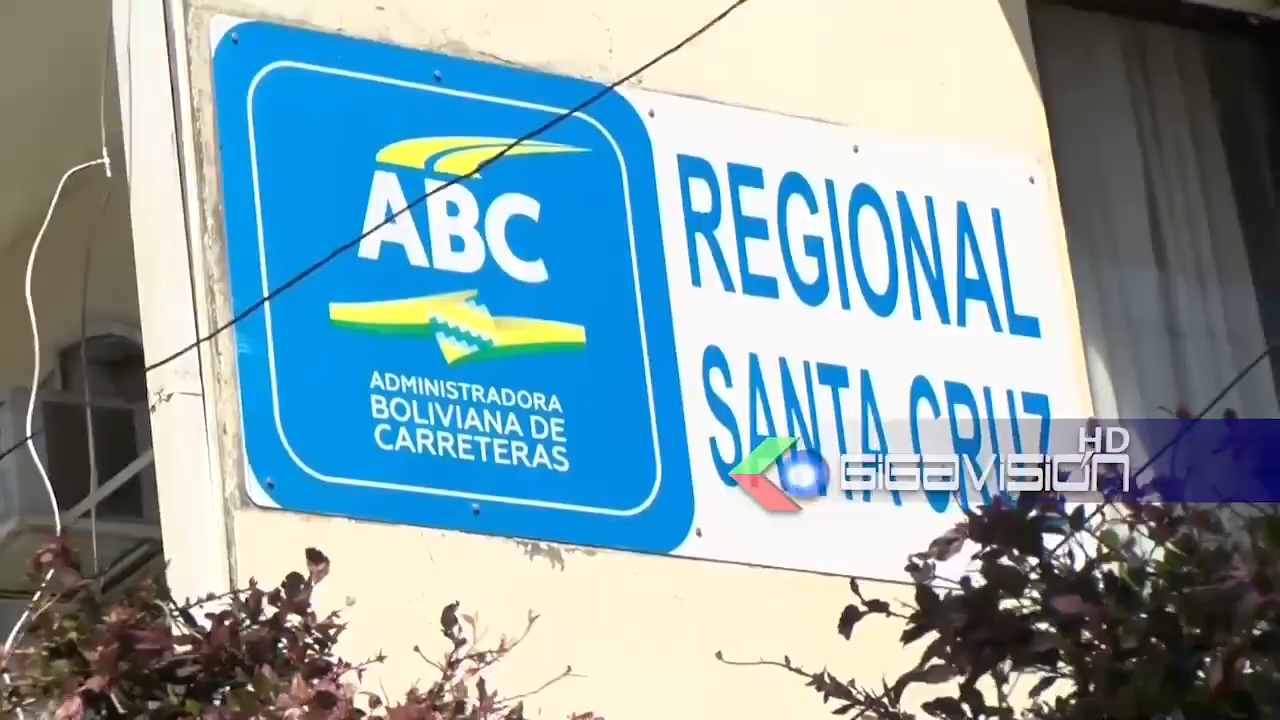 ABC
ADMINISTRADORA
BOLIVIANA DE
CARRETERAS
REGIONAL
SANTA CRUZ
GIGAVISIÓN HD